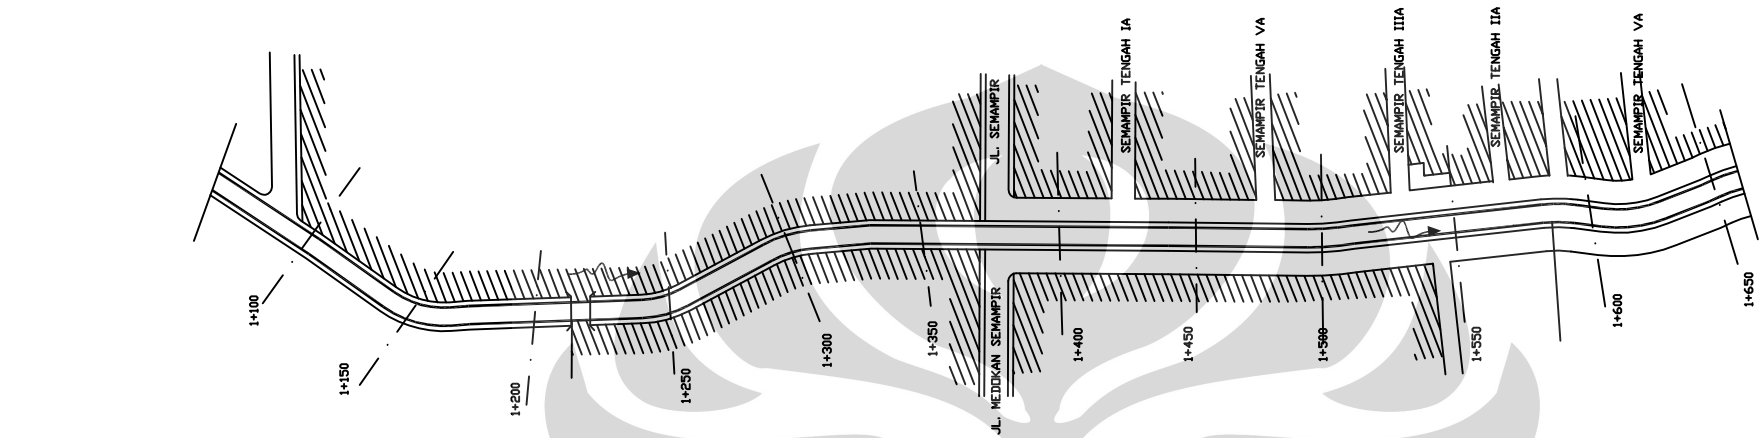 JL. SEMAMPIR
SEMAMPIR TENGAH IA
SEMAMPIR TENGAH VA
SEMAMPIR TENGAH IIIA
SEMAMPIR TENGAH IIA
SEMAMPIR TENGAH VA
1+100
1+150
1+200
1+250
1+300
1+350
JL. MEDOKAN SEMAMPIR
1+400
1+450
1+500
1+550
1+600
1+650